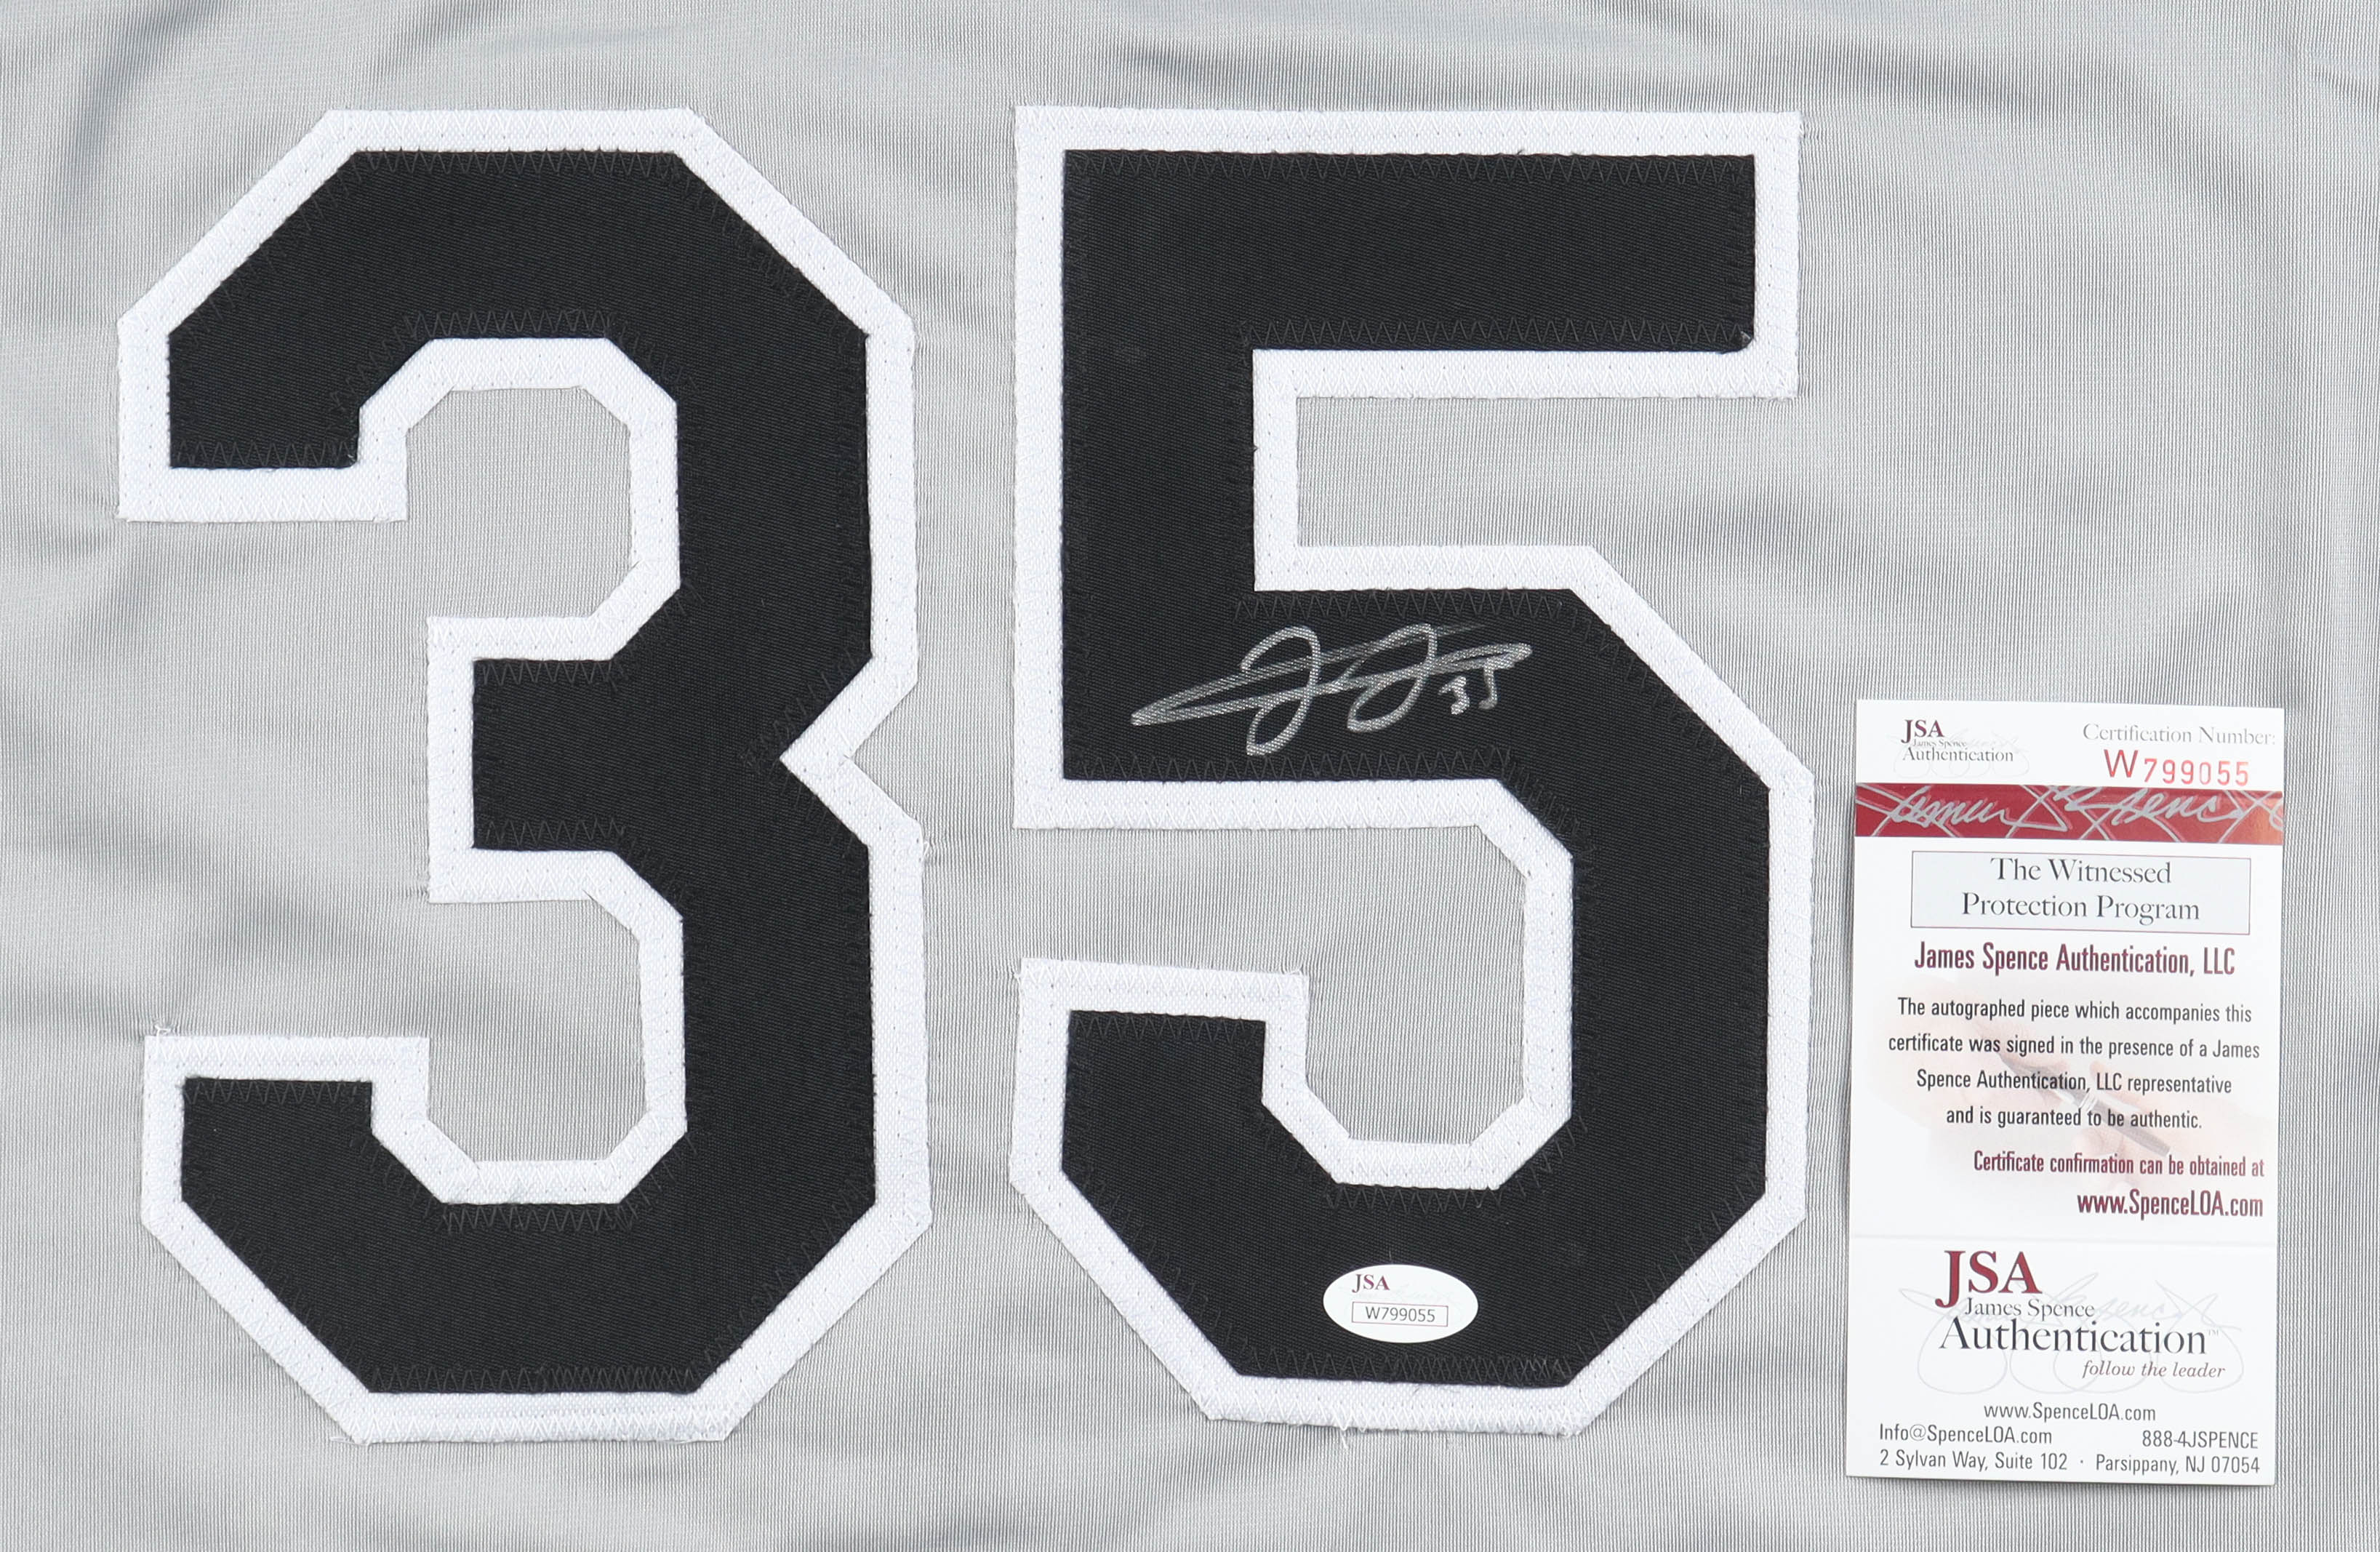 35
35
JSA
W799055
JSA
James Spence
Authentication
Certification Number:
W799055
The Witnessed
Protection Program
James Spence Authentication, LLC
The autographed piece which accompanies this
certificate was signed in the presence of a James
Spence Authentication, LLC representative
and is guaranteed to be authentic.
Certificate confirmation can be obtained at
www.SpenceLOA.com
JSA
James Spence
Authentication™
follow the leader
www.SpenceLOA.com
Info@SpenceLOA.com 888-4JSPENCE
2 Sylvan Way, Suite 102 · Parsippany, NJ 07054